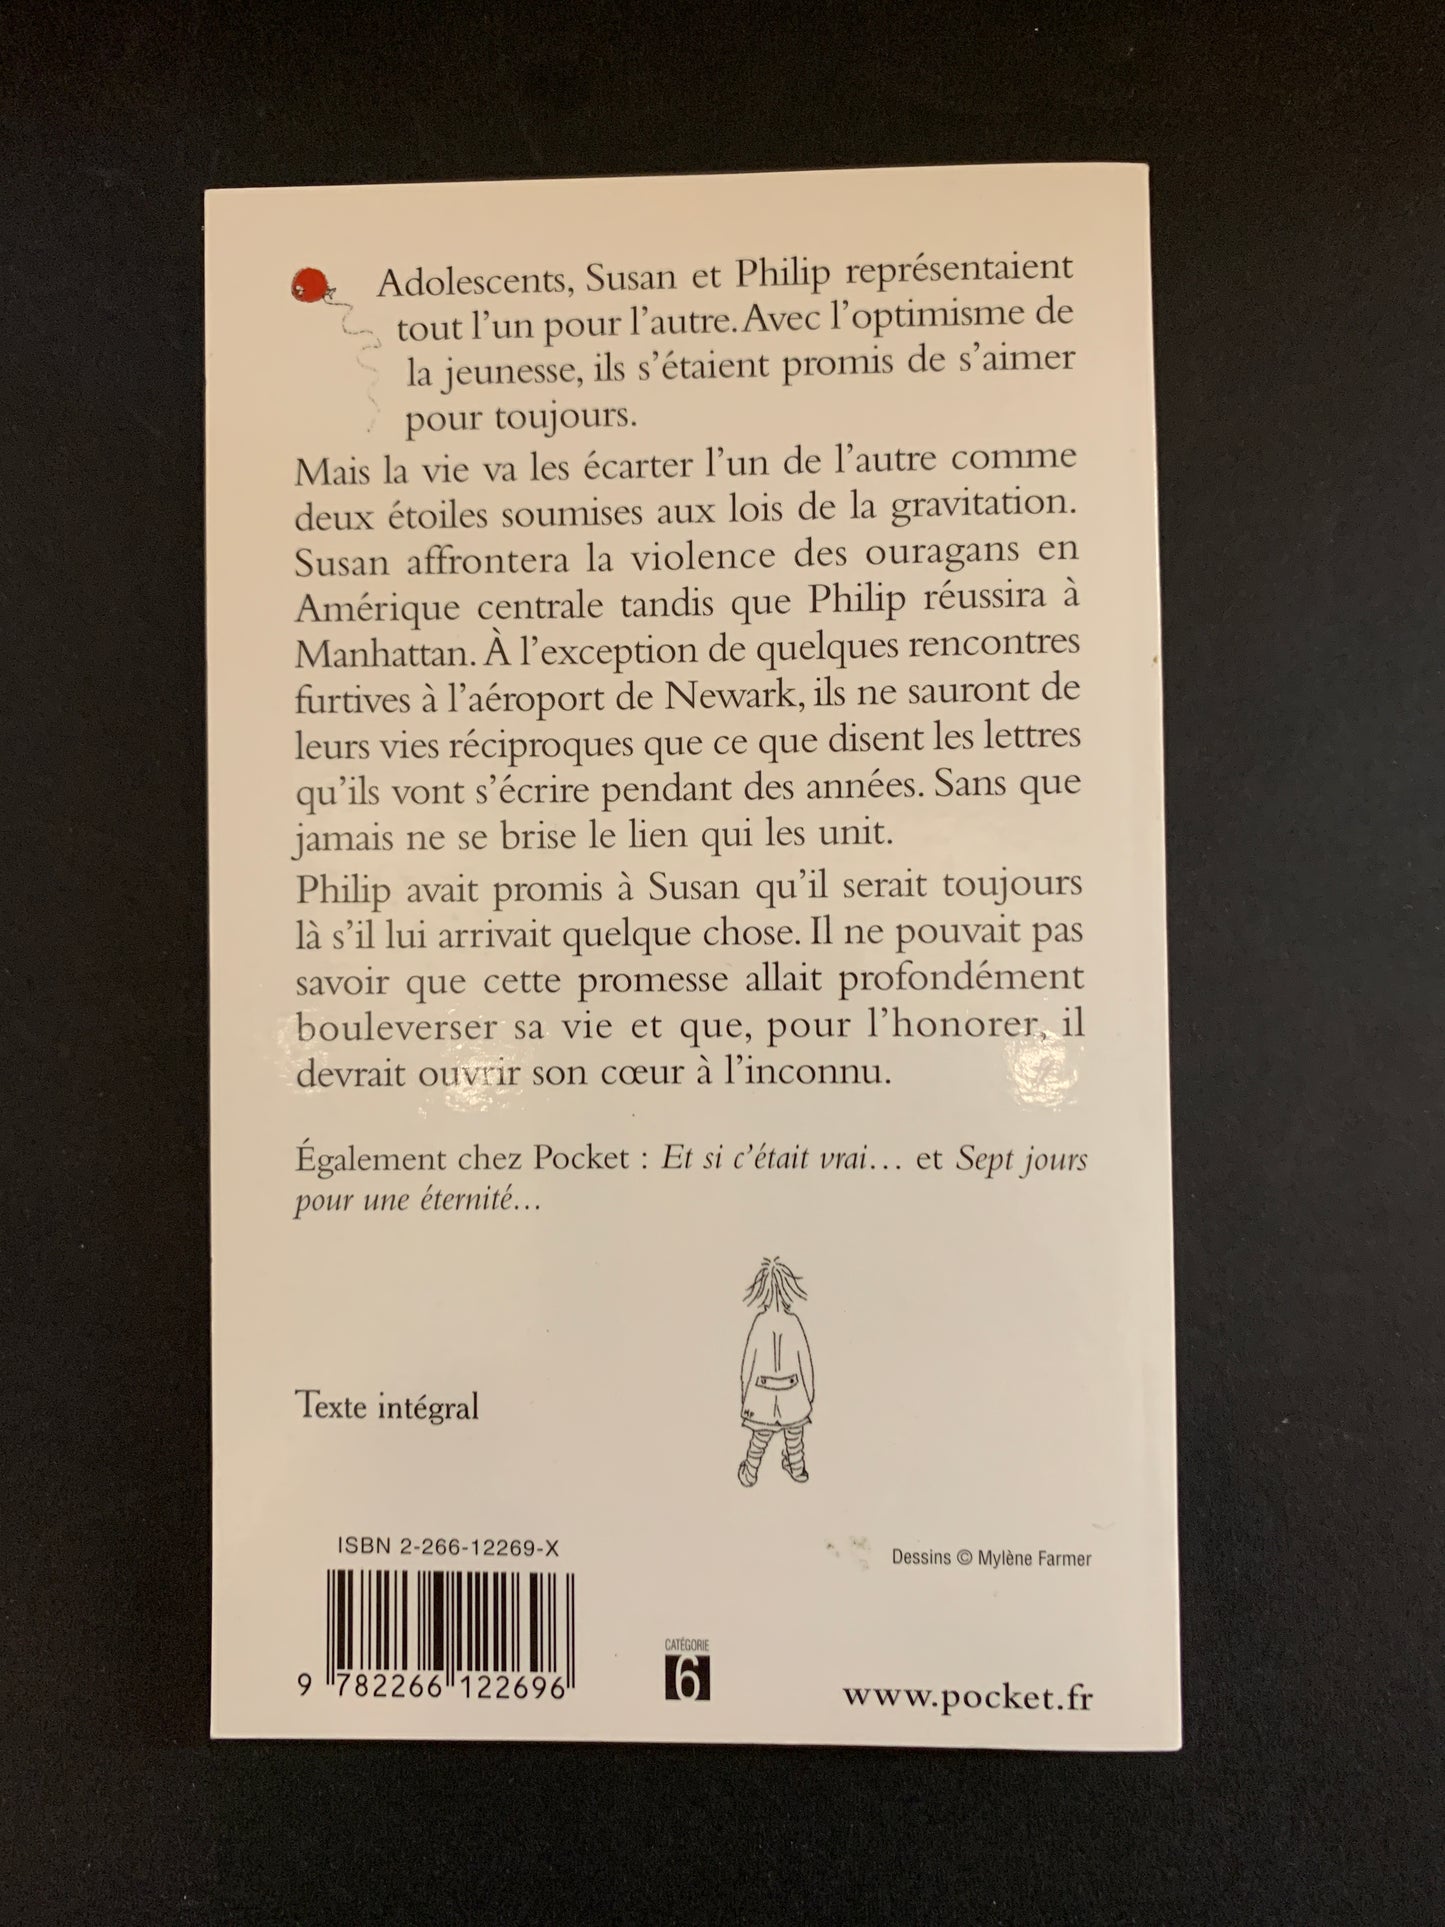 Adolescents, Susan et Philip représentaient
tout l'un pour l'autre. Avec l'optimisme de
la jeunesse, ils s'étaient promis de s'aimer
pour toujours.
Mais la vie va les écarter l'un de l'autre comme
deux étoiles soumises aux lois de la gravitation.
Susan affrontera la violence des ouragans en
Amérique centrale tandis que Philip réussira à
Manhattan. À l'exception de quelques rencontres
furtives à l'aéroport de Newark, ils ne sauront de
leurs vies réciproques que ce que disent les lettres
qu'ils vont s'écrire pendant des années. Sans que
jamais ne se brise le lien qui les unit.
Philip avait promis à Susan qu'il serait toujours
là s'il lui arrivait quelque chose. Il ne pouvait pas
savoir que cette promesse allait profondément
bouleverser sa vie et que, pour l'honorer, il
devrait ouvrir son cœur à l'inconnu.
Également chez Pocket : Et si c'était vrai... et Sept jours
pour une éternité...
Texte intégral
ISBN 2-266-12269-X
Dessins © Mylène Farmer
9 782266 122696
CATÉGORIE
6
www.pocket.fr